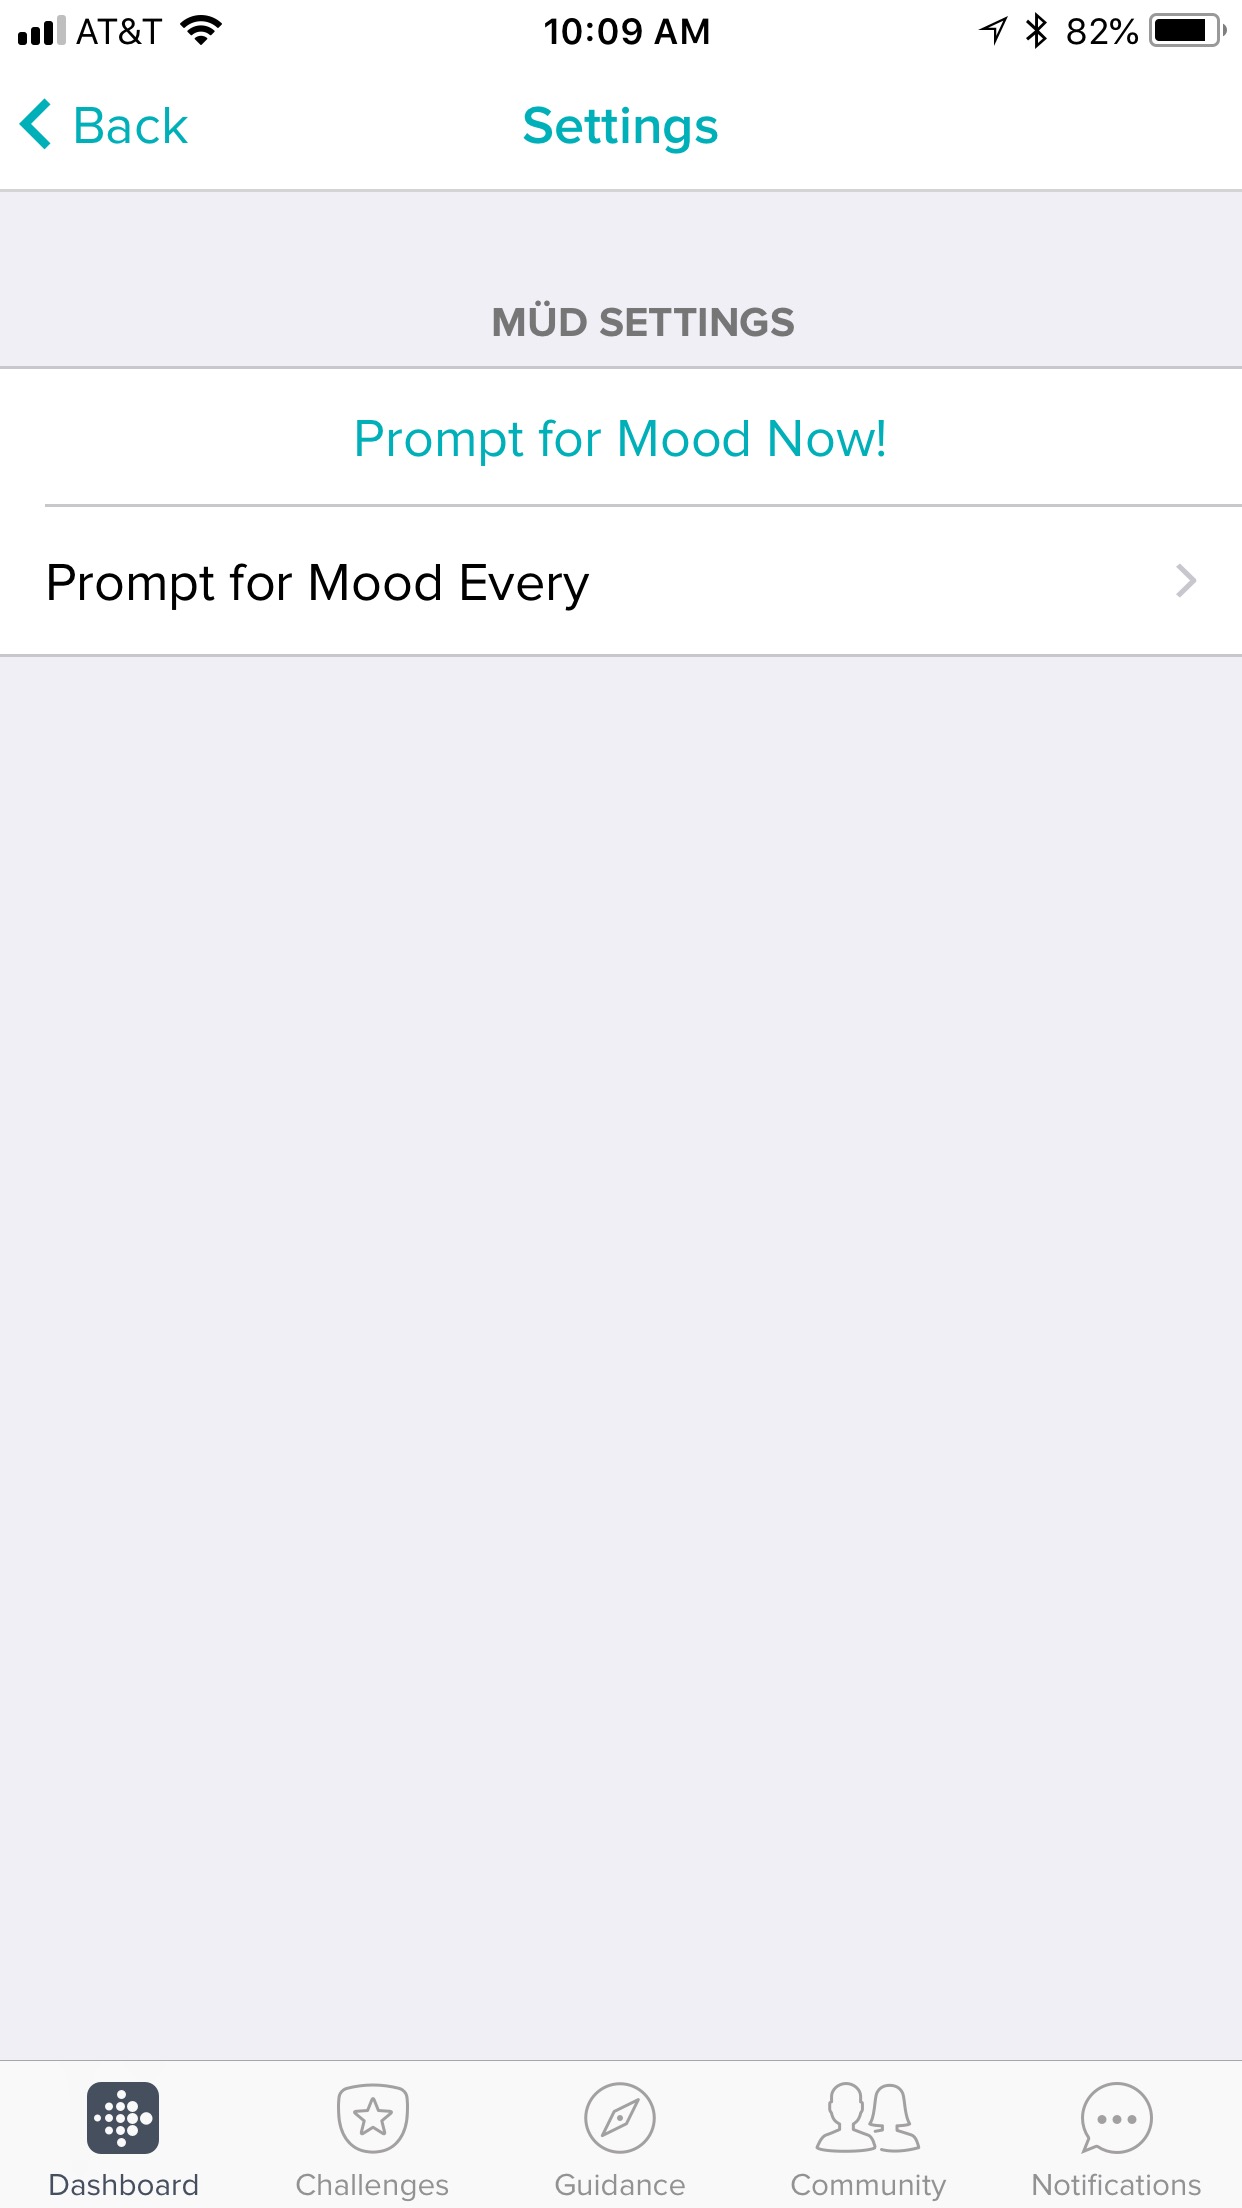 AT&T 10:09 AM 82%
Back Settings
MÜD SETTINGS
Prompt for Mood Now!
Prompt for Mood Every
Dashboard Challenges Guidance Community Notifications